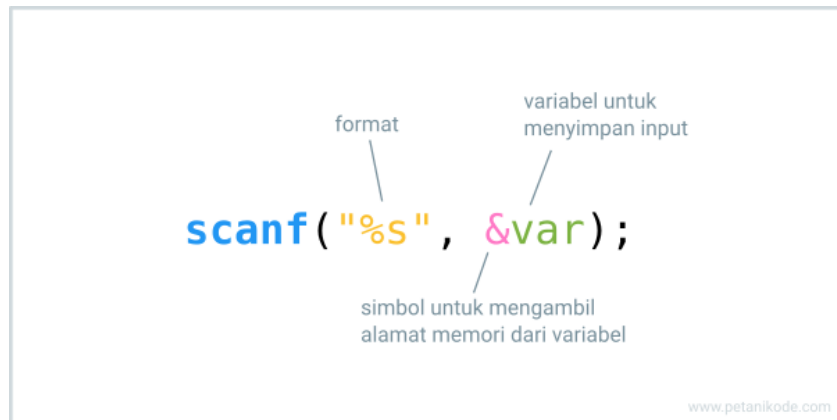 variabel untuk
menyimpan input
format
scanf("%s", &var);
simbol untuk mengambil
alamat memori dari variabel
www.petanikode.com